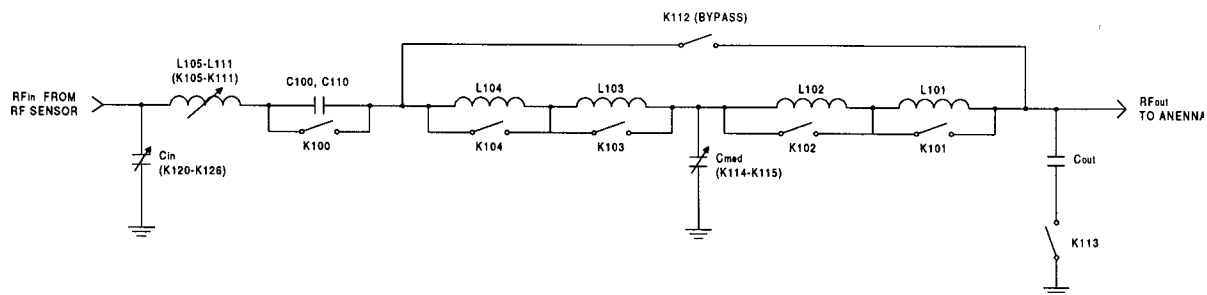 K112 (BYPASS)
L105-L111
(K105-K111)
C100, C110
L104
L103
L102
L101
RFin FROM
RF SENSOR
RFout
TO ANENNA
K100
K104
K103
K102
K101
Cin
(K120-K126)
Cmed
(K114-K115)
Cout
K113